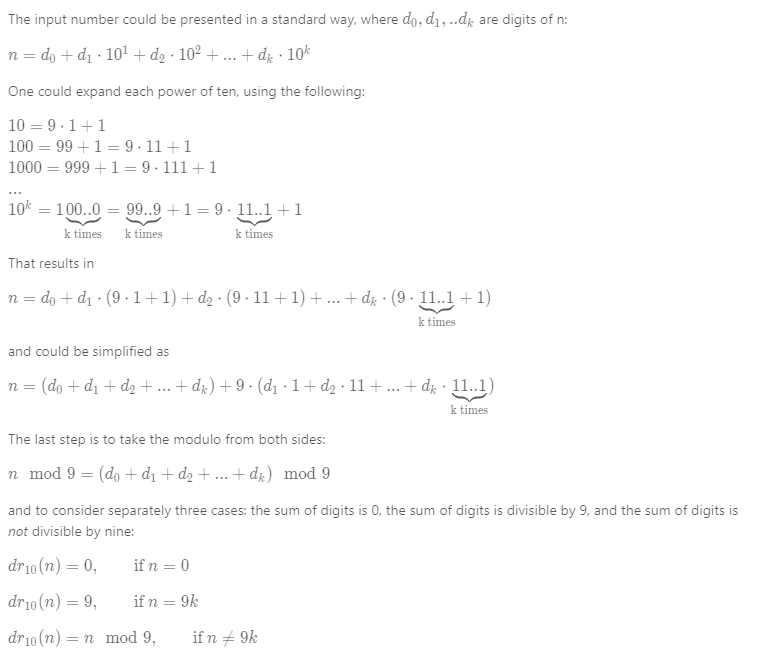 The input number could be presented in a standard way, where d₀, d₁, ..dₖ are digits of n:
n = d₀ + d₁ · 10¹ + d₂ · 10² + ... + dₖ · 10ᵏ
One could expand each power of ten, using the following:
10 = 9 · 1 + 1
100 = 99 + 1 = 9 · 11 + 1
1000 = 999 + 1 = 9 · 111 + 1
...
10ᵏ = 100..0 = 99..9 + 1 = 9 · 11..1 + 1
k times k times k times
That results in
n = d₀ + d₁ · (9 · 1 + 1) + d₂ · (9 · 11 + 1) + ... + dₖ · (9 · 11..1 + 1)
k times
and could be simplified as
n = (d₀ + d₁ + d₂ + ... + dₖ) + 9 · (d₁ · 1 + d₂ · 11 + ... + dₖ · 11..1)
k times
The last step is to take the modulo from both sides:
n mod 9 = (d₀ + d₁ + d₂ + ... + dₖ) mod 9
and to consider separately three cases: the sum of digits is 0, the sum of digits is divisible by 9, and the sum of digits is
not divisible by nine:
dr₁₀(n) = 0, if n = 0
dr₁₀(n) = 9, if n = 9k
dr₁₀(n) = n mod 9, if n ≠ 9k